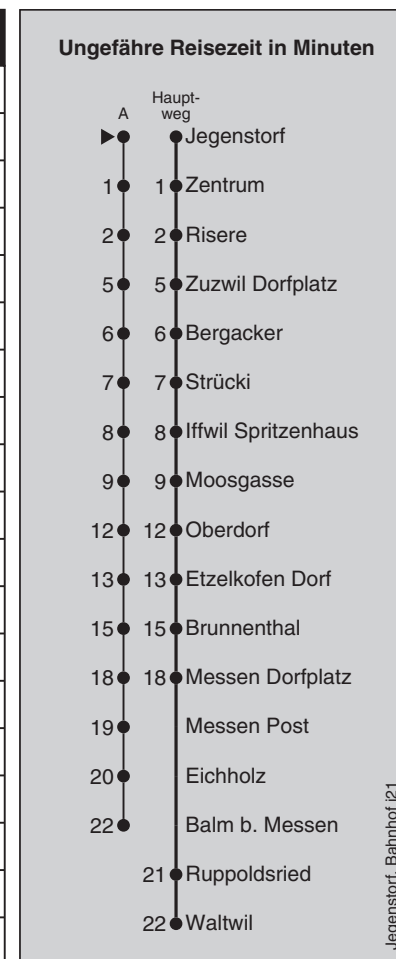 Ungefähre Reisezeit in Minuten
A Haupt-
weg
Jegenstorf
1 1 Zentrum
2 2 Risere
5 5 Zuzwil Dorfplatz
6 6 Bergacker
7 7 Strücki
8 8 Iffwil Spritzenhaus
9 9 Moosgasse
12 12 Oberdorf
13 13 Etzelkofen Dorf
15 15 Brunnenthal
18 18 Messen Dorfplatz
19 Messen Post
20 Eichholz
22 Balm b. Messen
21 Ruppoldsried
22 Waltwil
Jegenstorf, Bahnhof j21